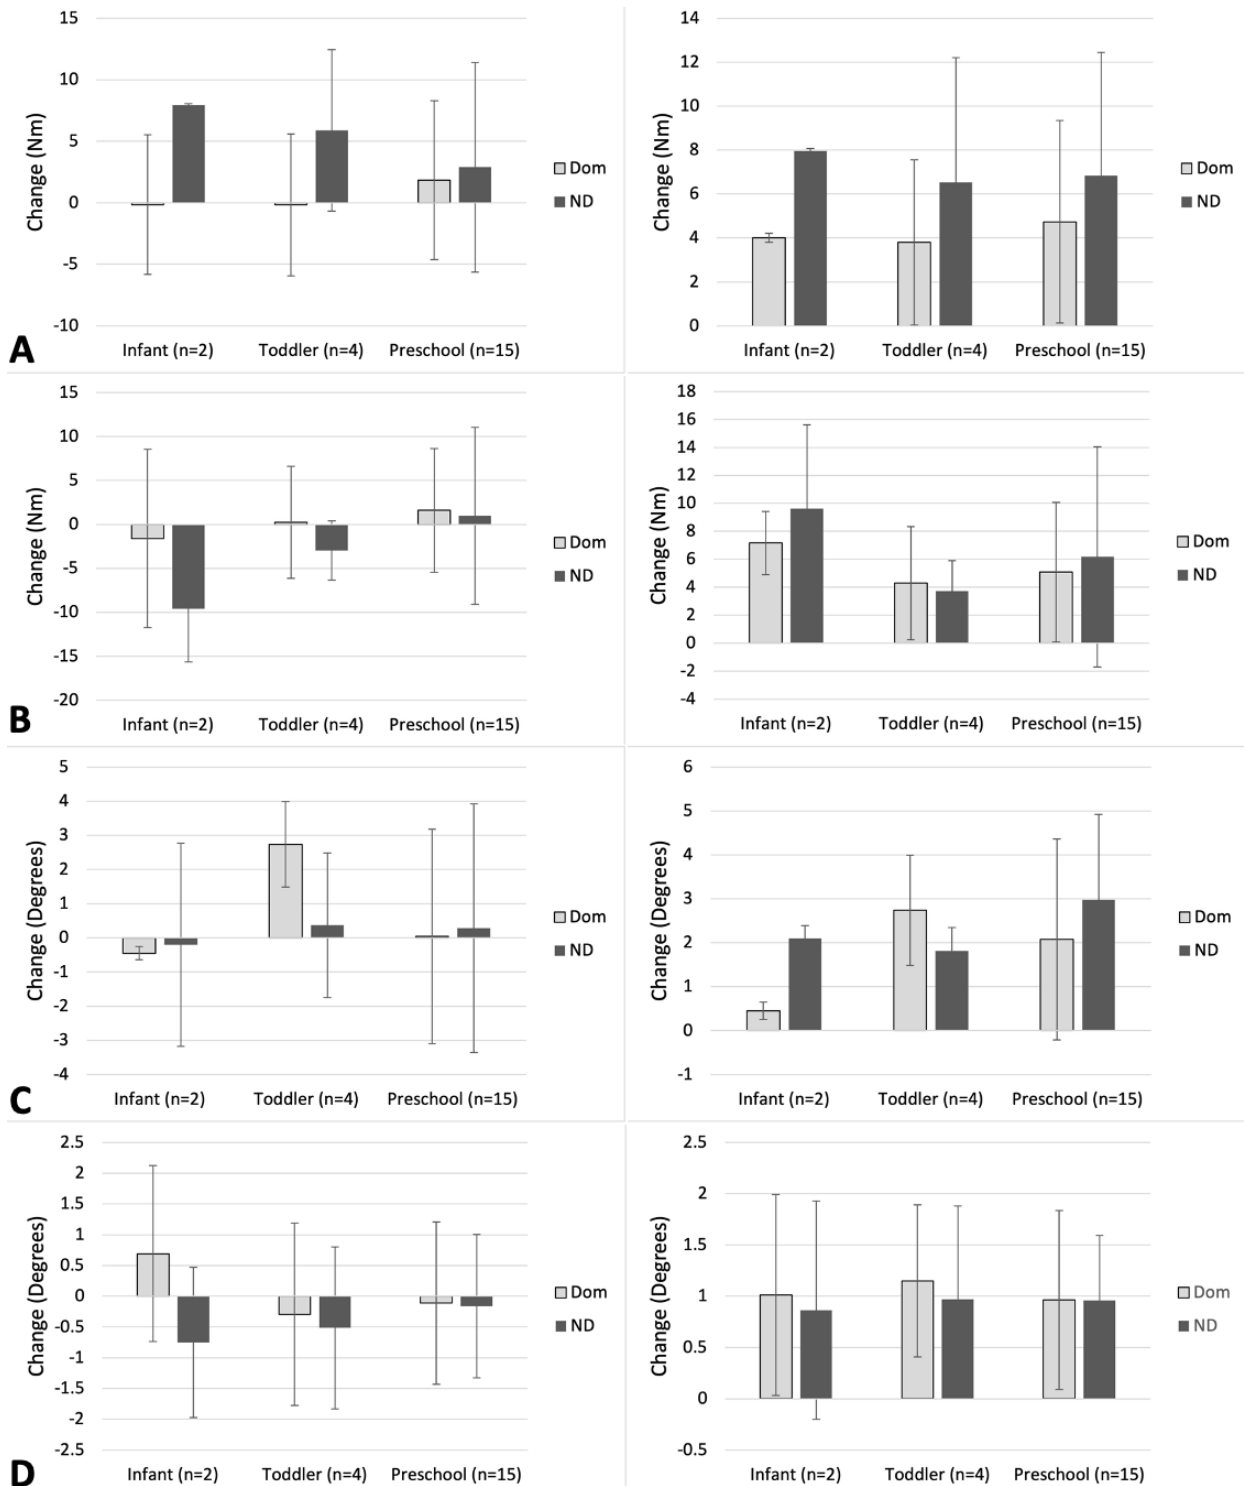 15
10
5
0
-5
-10
Change (Nm)
Infant (n=2)
Toddler (n=4)
Preschool (n=15)
Dom
ND
A
14
12
10
8
6
4
2
0
Change (Nm)
Infant (n=2)
Toddler (n=4)
Preschool (n=15)
Dom
ND
15
10
5
0
-5
-10
-15
-20
Change (Nm)
Infant (n=2)
Toddler (n=4)
Preschool (n=15)
Dom
ND
B
18
16
14
12
10
8
6
4
2
0
-2
-4
Change (Nm)
Infant (n=2)
Toddler (n=4)
Preschool (n=15)
Dom
ND
5
4
3
2
1
0
-1
-2
-3
-4
Change (Degrees)
Infant (n=2)
Toddler (n=4)
Preschool (n=15)
Dom
ND
C
6
5
4
3
2
1
0
-1
Change (Degrees)
Infant (n=2)
Toddler (n=4)
Preschool (n=15)
Dom
ND
2.5
2
1.5
1
0.5
0
-0.5
-1
-1.5
-2
-2.5
Change (Degrees)
Infant (n=2)
Toddler (n=4)
Preschool (n=15)
Dom
ND
D
2.5
2
1.5
1
0.5
0
-0.5
Change (Degrees)
Infant (n=2)
Toddler (n=4)
Preschool (n=15)
Dom
ND